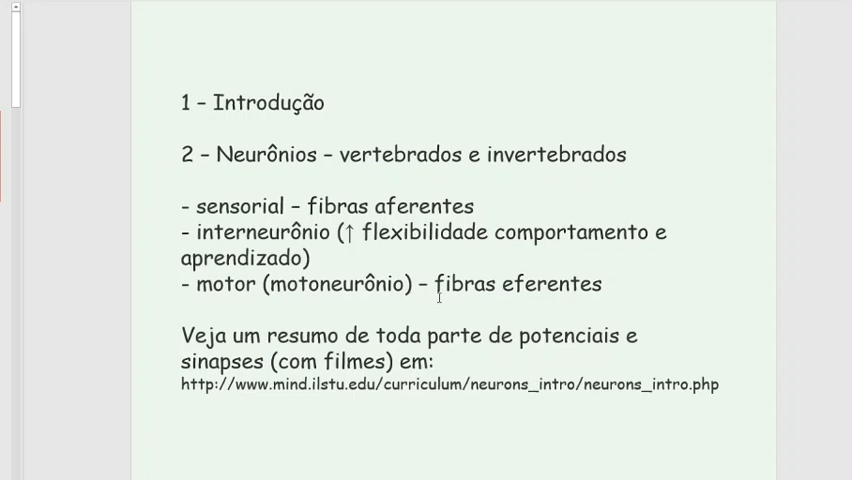 1 – Introdução
2 – Neurônios – vertebrados e invertebrados
- sensorial – fibras aferentes
- interneurônio (↑ flexibilidade comportamento e
aprendizado)
- motor (motoneurônio) – fibras eferentes
Veja um resumo de toda parte de potenciais e
sinapses (com filmes) em:
http://www.mind.ilstu.edu/curriculum/neurons_intro/neurons_intro.php